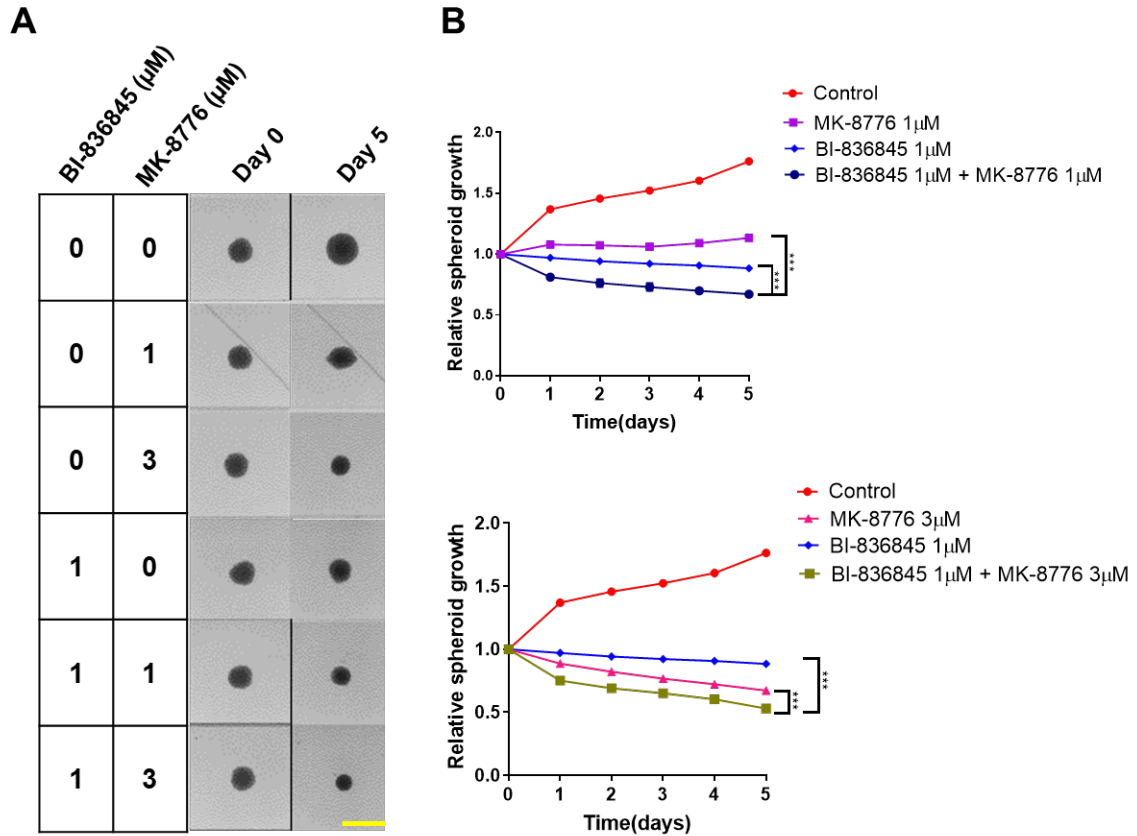 A
BI-836845 (µM)
MK-8776 (µM)
Day 0
Day 5
0 0
0 1
0 3
1 0
1 1
1 3
B
Control
MK-8776 1μM
BI-836845 1μM
BI-836845 1μM + MK-8776 1μM
Relative spheroid growth
2.0
1.5
1.0
0.5
0.0
0 1 2 3 4 5
Time(days)
***
***
Control
MK-8776 3μM
BI-836845 1μM
BI-836845 1μM + MK-8776 3μM
Relative spheroid growth
2.0
1.5
1.0
0.5
0.0
0 1 2 3 4 5
Time(days)
***
***